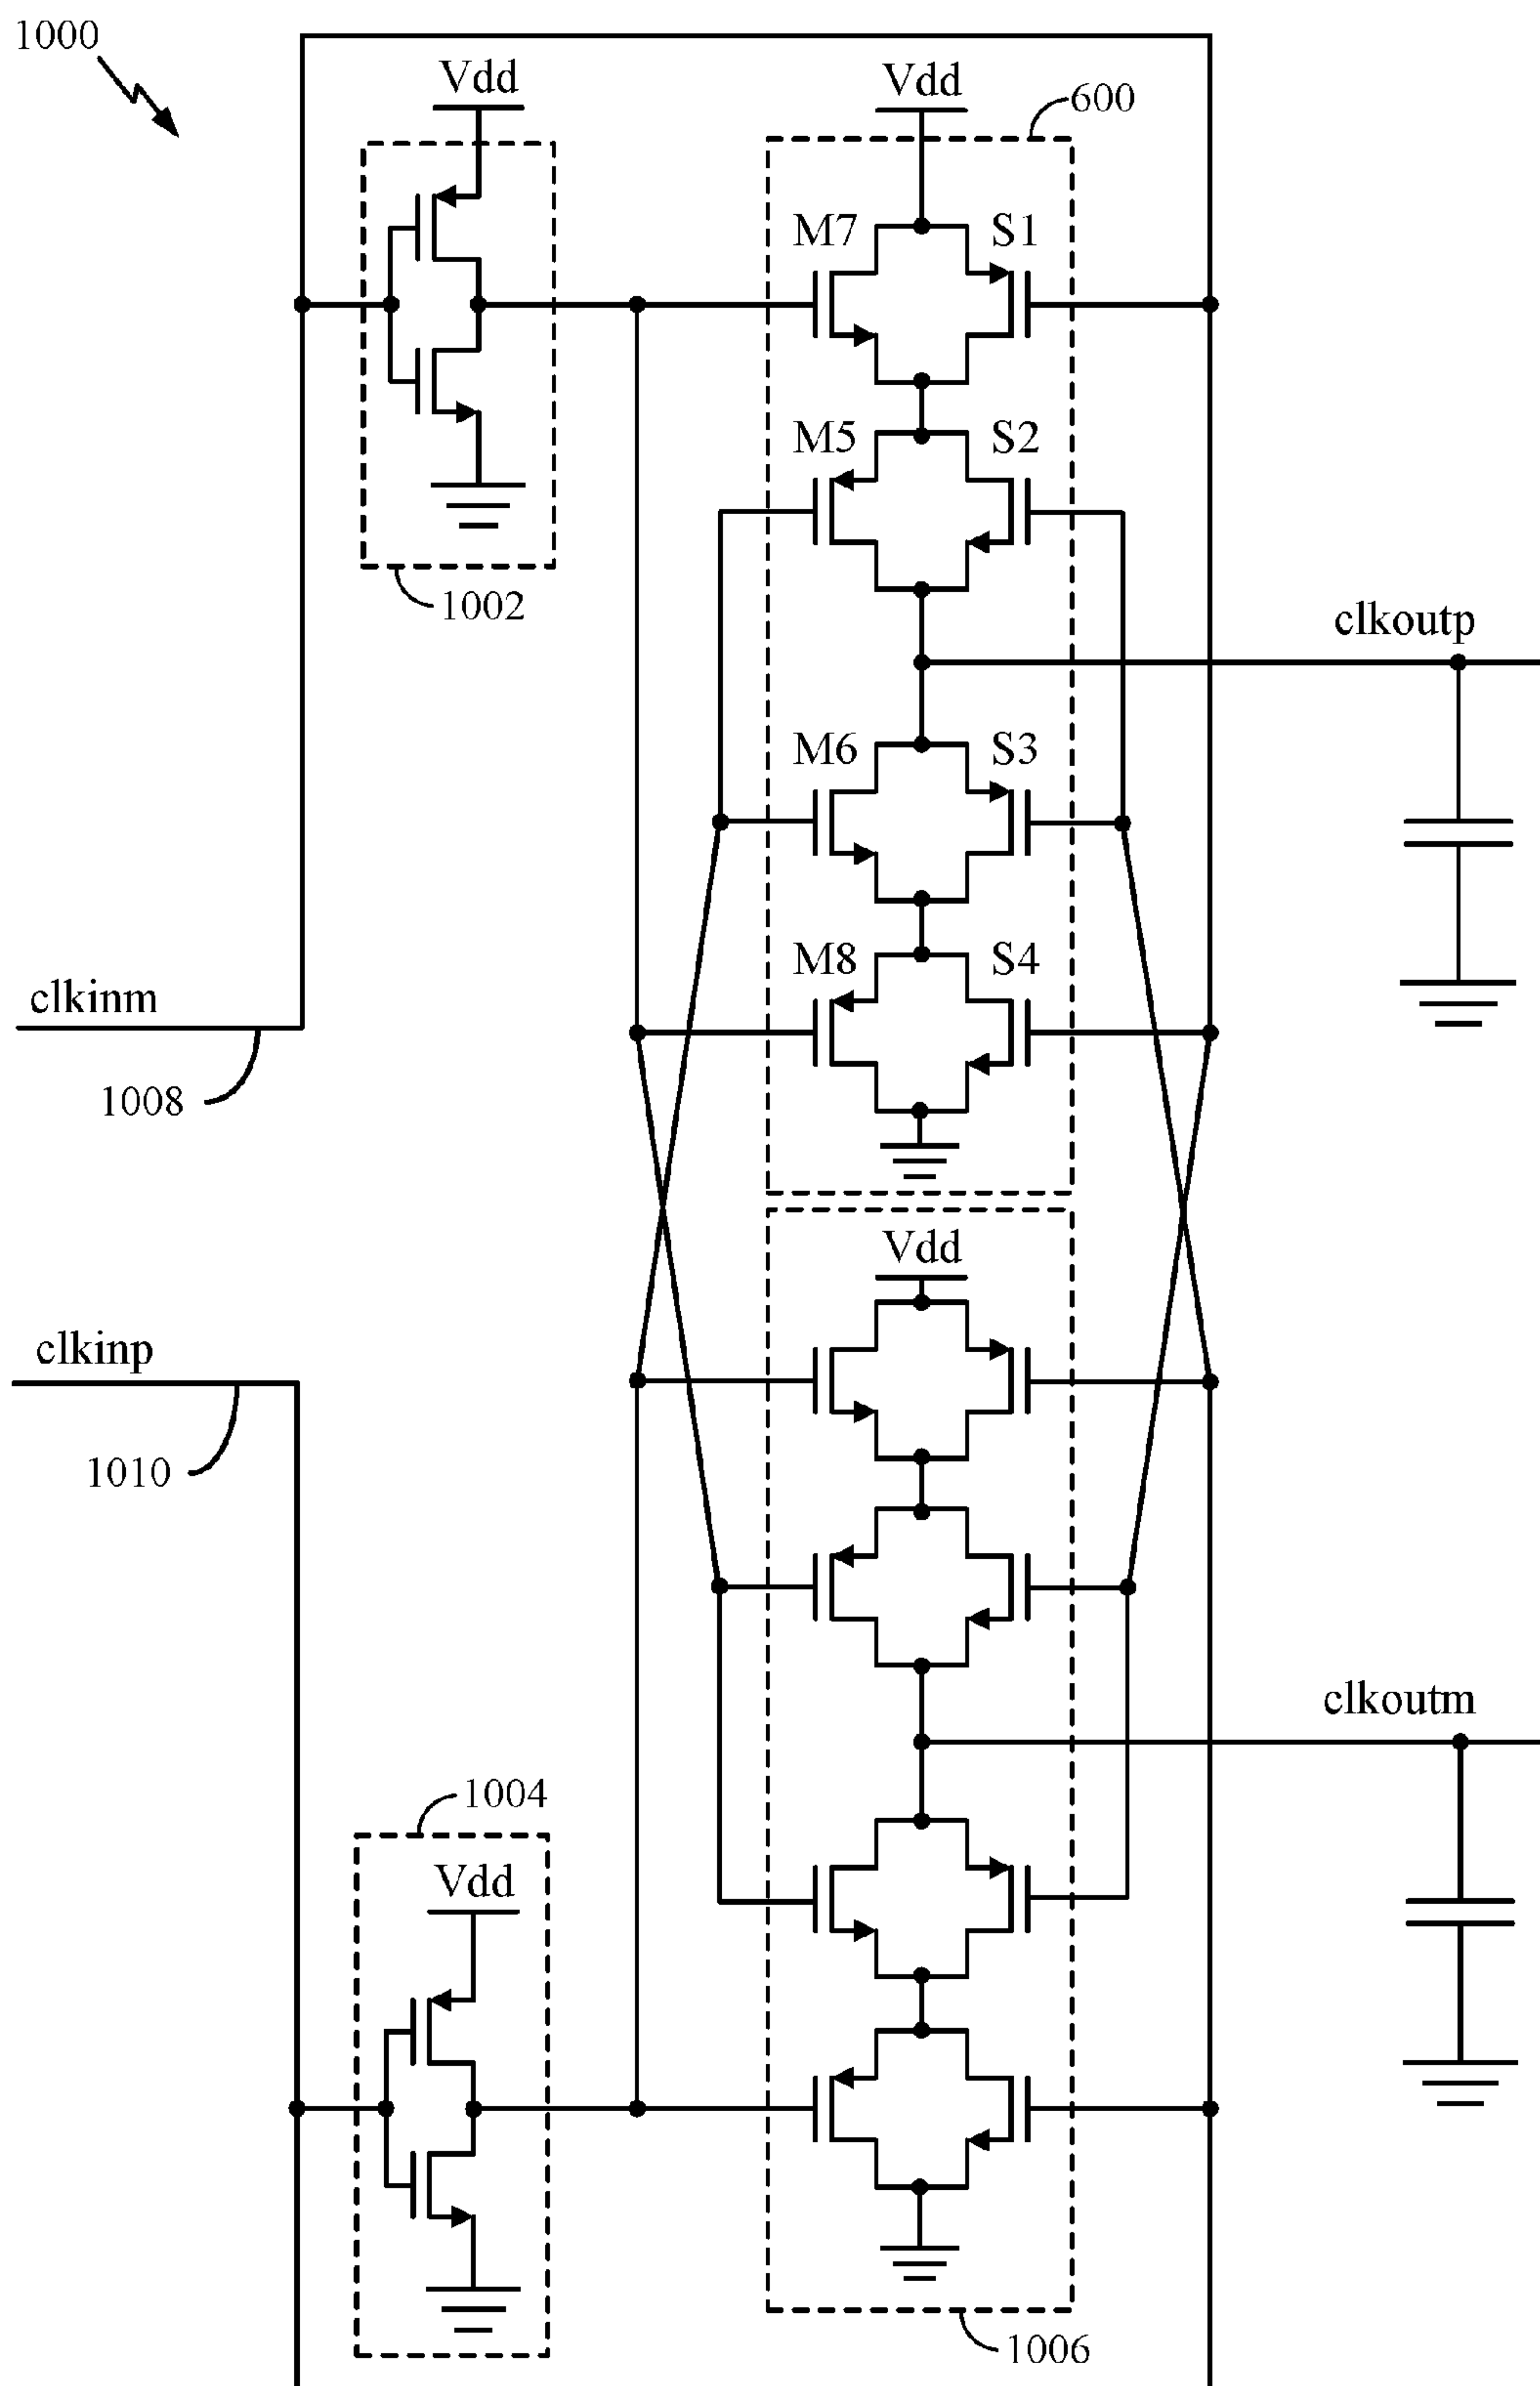 1000
Vdd
Vdd
600
M7
S1
M5
S2
1002
clkoutp
M6
S3
M8
S4
clkinm
1008
Vdd
clkinp
1010
clkoutm
1004
Vdd
1006